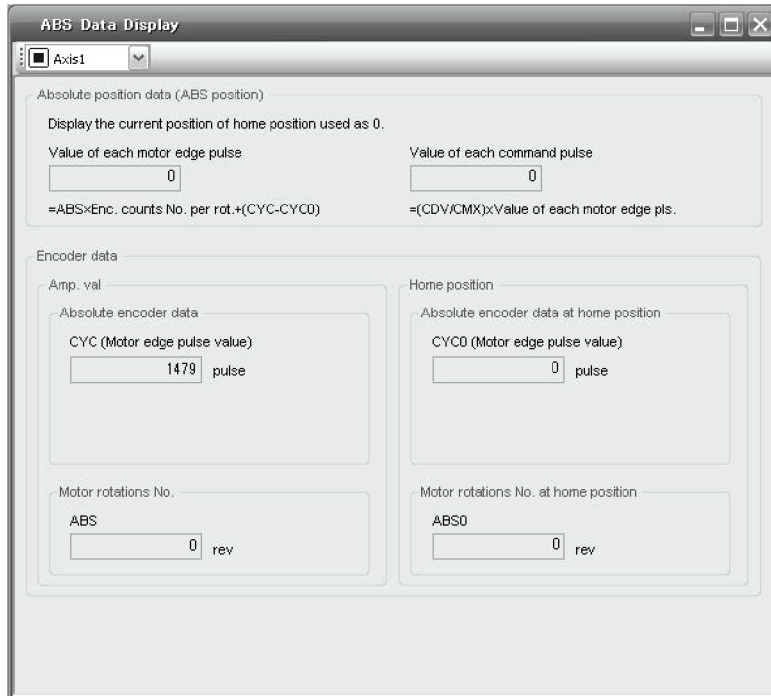 ABS Data Display
Axis1
Absolute position data (ABS position)
Display the current position of home position used as 0.
Value of each motor edge pulse
Value of each command pulse
0
0
=ABS×Enc. counts No. per rot.+(CYC-CYC0)
=(CDV/CMX)xValue of each motor edge pls.
Encoder data
Amp. val
Home position
Absolute encoder data
Absolute encoder data at home position
CYC (Motor edge pulse value)
CYC0 (Motor edge pulse value)
1479 pulse
0 pulse
Motor rotations No.
Motor rotations No. at home position
ABS
ABS0
0 rev
0 rev